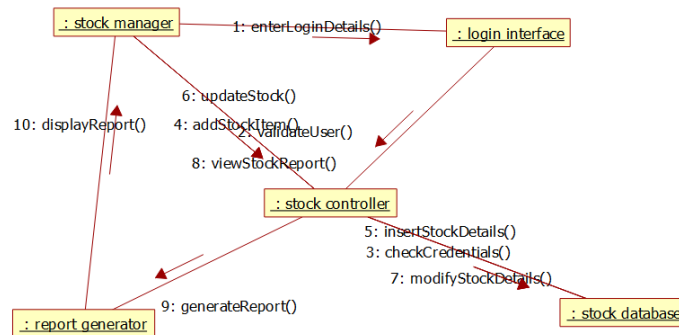 : stock manager
1: enterLoginDetails()
: login interface
6: updateStock()
10: displayReport()
4: addStockItem()
2: validateUser()
8: viewStockReport()
: stock controller
5: insertStockDetails()
3: checkCredentials()
7: modifyStockDetails()
9: generateReport()
: report generator
: stock database